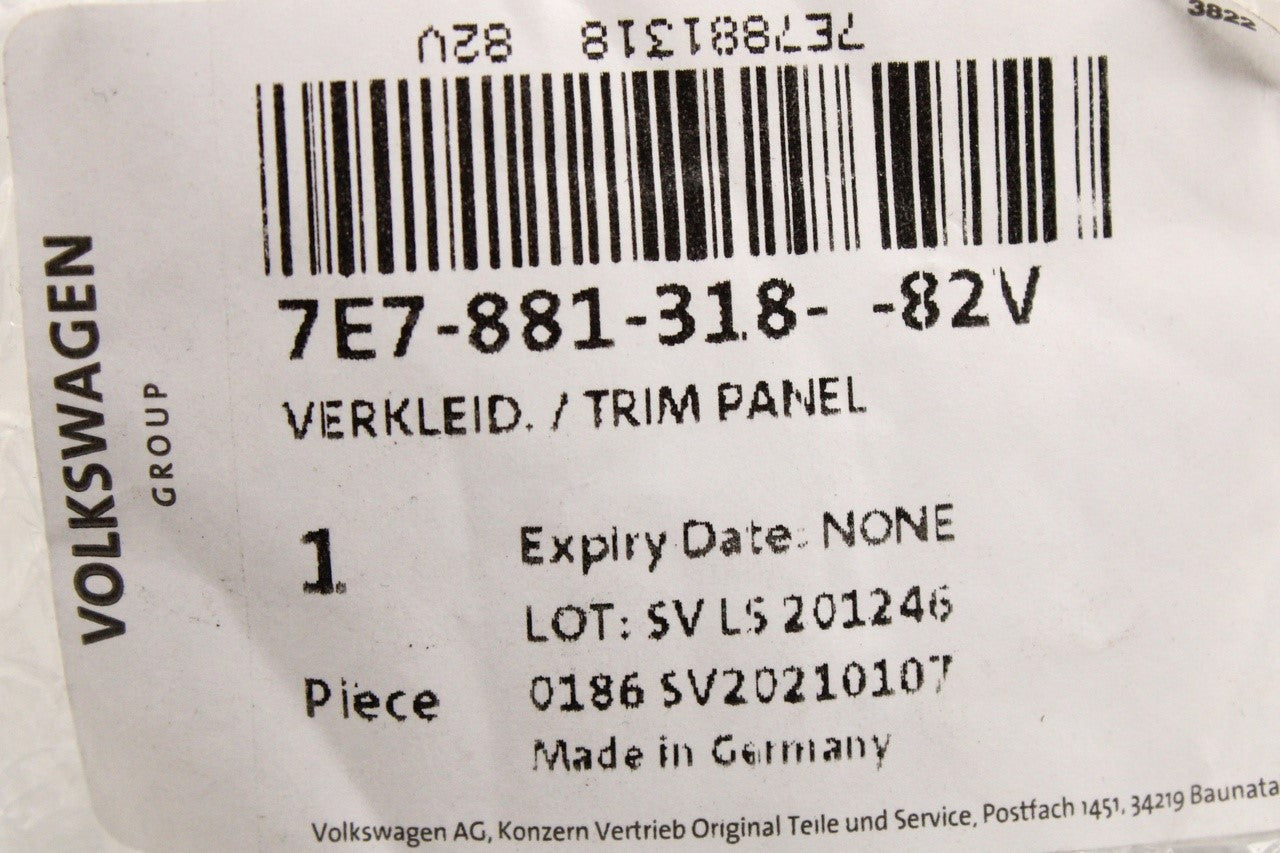 3822
7E7881318 82V
7E7-881-318- -82V
VERKLEID. / TRIM PANEL
VOLKSWAGEN
GROUP
1
Piece
Expiry Date: NONE
LOT: SV LS 201246
0186 SV20210107
Made in Germany
Volkswagen AG, Konzern Vertrieb Original Teile und Service, Postfach 1451, 34219 Baunata